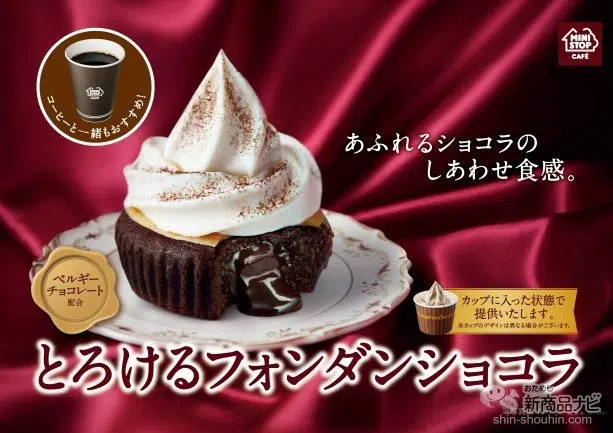 MINI
STOP
CAFÉ
コーヒーと一緒もおすすめ!
あふれるショコラの
しあわせ食感。
ベルギー
チョコレート
配合
カップに入った状態で
提供いたします。
※カップのデザインは異なる場合がございます。
とろけるフォンダンショコラ
おためし
新商品ナビ
shin-shouhin.com